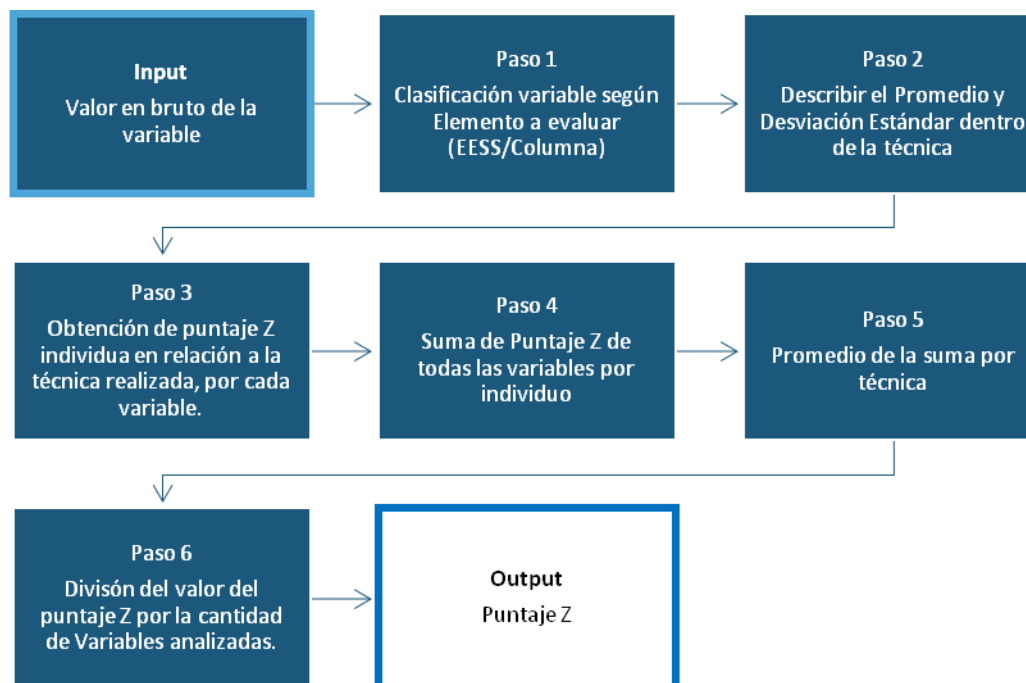 Input
Valor en bruto de la
variable
Paso 1
Clasificación variable según
Elemento a evaluar
(EESS/Columna)
Paso 2
Describir el Promedio y
Desviación Estándar dentro
de la técnica
Paso 3
Obtención de puntaje Z
individua en relación a la
técnica realizada, por cada
variable.
Paso 4
Suma de Puntaje Z de
todas las variables por
individuo
Paso 5
Promedio de la suma por
técnica
Paso 6
Divisón del valor del
puntaje Z por la cantidad
de Variables analizadas.
Output
Puntaje Z